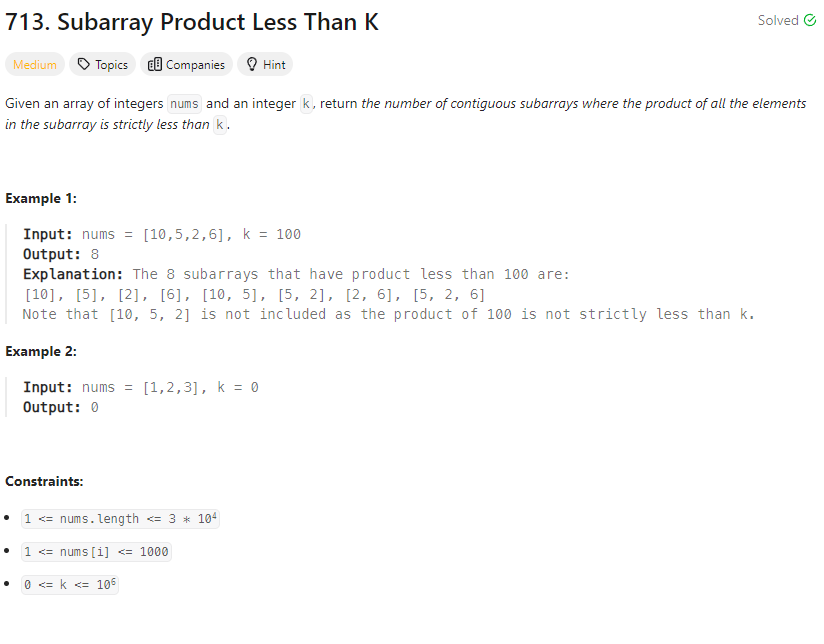 713. Subarray Product Less Than K
Solved
Medium Topics Companies Hint
Given an array of integers nums and an integer k, return the number of contiguous subarrays where the product of all the elements
in the subarray is strictly less than k.
Example 1:
Input: nums = [10,5,2,6], k = 100
Output: 8
Explanation: The 8 subarrays that have product less than 100 are:
[10], [5], [2], [6], [10, 5], [5, 2], [2, 6], [5, 2, 6]
Note that [10, 5, 2] is not included as the product of 100 is not strictly less than k.
Example 2:
Input: nums = [1,2,3], k = 0
Output: 0
Constraints:
• 1 <= nums.length <= 3 * 10⁴
• 1 <= nums[i] <= 1000
• 0 <= k <= 10⁶